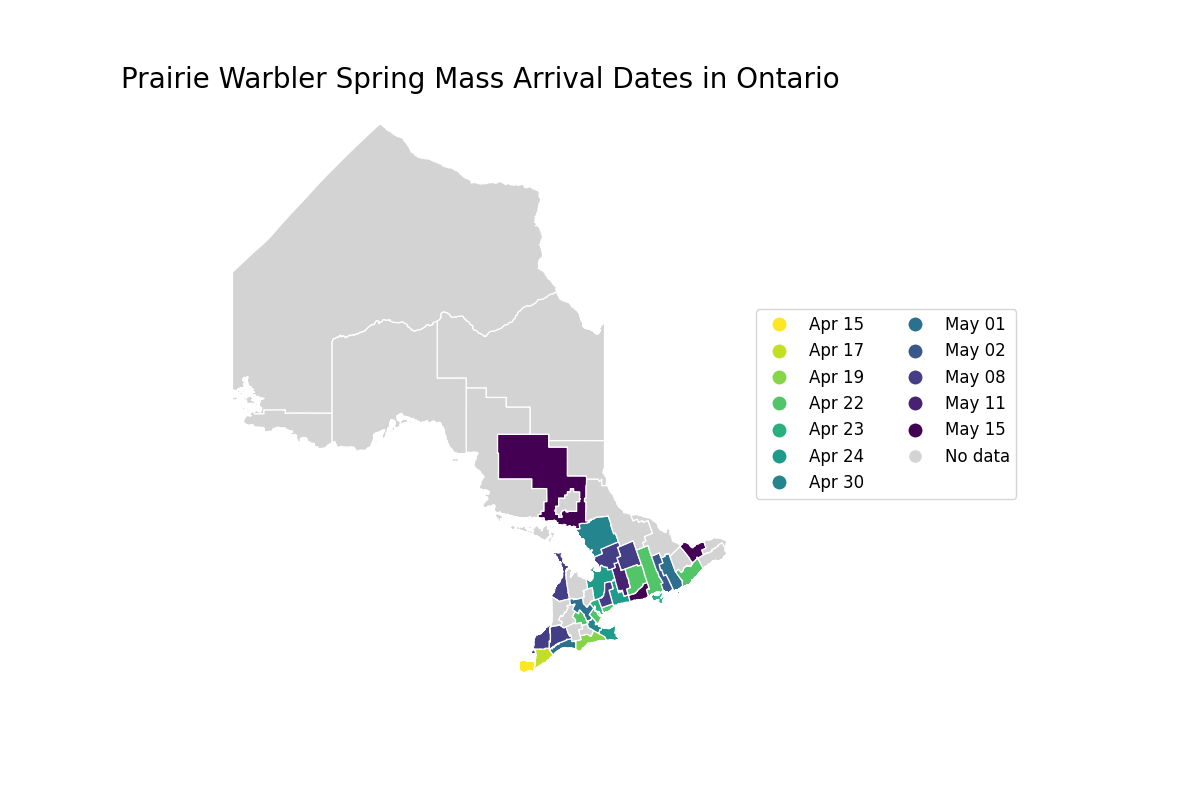 Prairie Warbler Spring Mass Arrival Dates in Ontario
Apr 15
Apr 17
Apr 19
Apr 22
Apr 23
Apr 24
Apr 30
May 01
May 02
May 08
May 11
May 15
No data